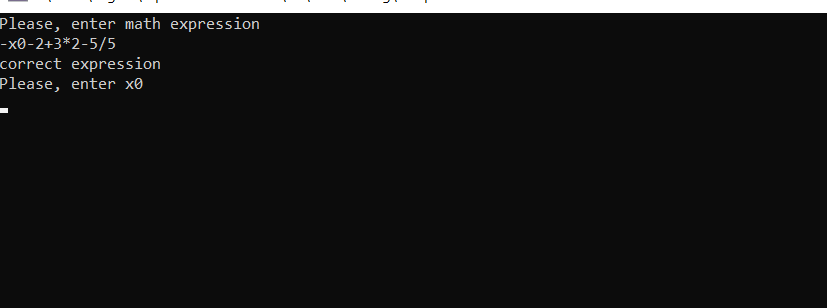 Please, enter math expression
-x0-2+3*2-5/5
correct expression
Please, enter x0